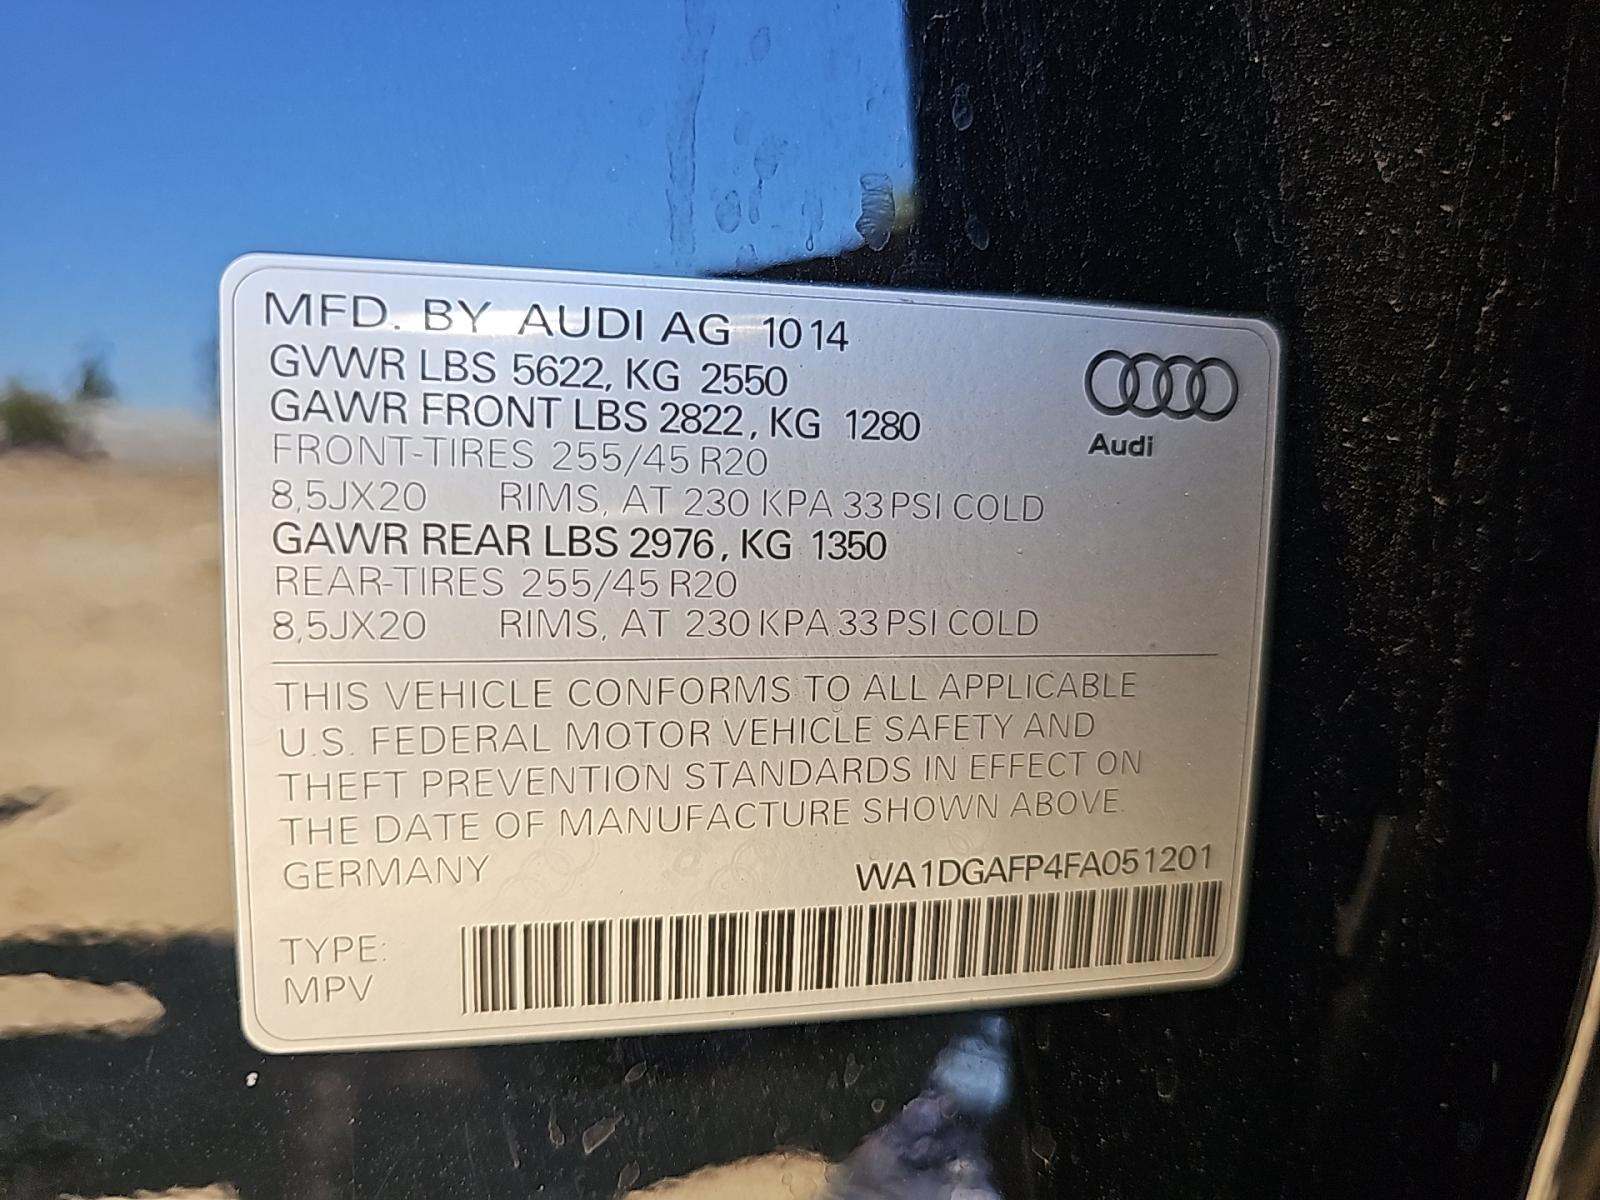 MFD. BY AUDI AG 1014
GVWR LBS 5622, KG 2550
GAWR FRONT LBS 2822, KG 1280
FRONT-TIRES 255/45 R20
8,5JX20 RIMS, AT 230 KPA 33 PSI COLD
GAWR REAR LBS 2976, KG 1350
REAR-TIRES 255/45 R20
8,5JX20 RIMS, AT 230 KPA 33 PSI COLD
Audi
THIS VEHICLE CONFORMS TO ALL APPLICABLE
U.S. FEDERAL MOTOR VEHICLE SAFETY AND
THEFT PREVENTION STANDARDS IN EFFECT ON
THE DATE OF MANUFACTURE SHOWN ABOVE.
GERMANY WA1DGAFP4FA051201
TYPE:
MPV